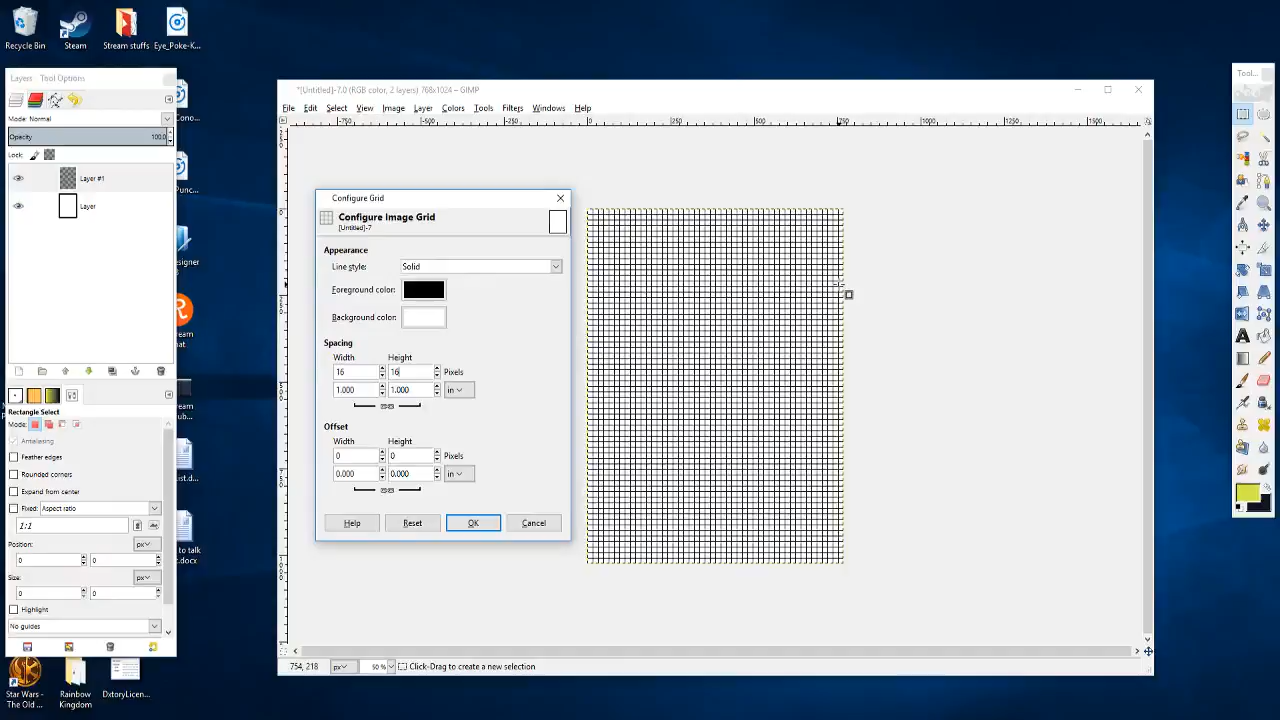 Recycle Bin
Steam
Stream stuffs
Eye_Poke-K...
Layers
Tool Options
Mode: Normal
Opacity
100.0
Lock:
Layer #1
Layer
Rectangle Select
Mode:
Antialiasing
Feather edges
Rounded corners
Expand from center
Fixed: Aspect ratio
1:1
Position:
px
0
0
Size:
px
0
0
Highlight
No guides
Star Wars -
The Old ...
Rainbow
Kingdom
DxtoryLicen...
*[Untitled]-7.0 (RGB color, 2 layers) 768x1024 – GIMP
File Edit Select View Image Layer Colors Tools Filters Windows Help
Configure Grid
Configure Image Grid
[Untitled]-7
Appearance
Line style: Solid
Foreground color:
Background color:
Spacing
Width Height
16 16 Pixels
1.000 1.000 in
Offset
Width Height
0 0 Pixels
0.000 0.000 in
Help Reset OK Cancel
754, 218 px 50 % Click-Drag to create a new selection
Tool...